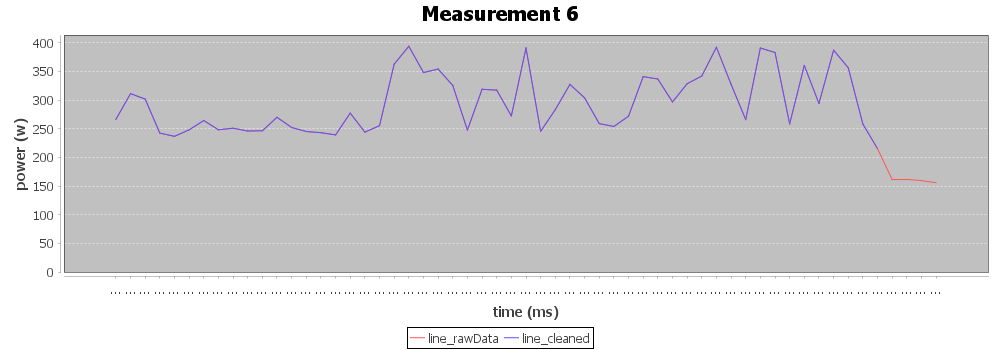 Measurement 6
power (w)
400
350
300
250
200
150
100
50
0
... ... ... ... ... ... ... ... ... ... ... ... ... ... ... ... ... ... ... ... ... ... ... ... ... ... ... ... ... ... ... ... ... ... ... ... ... ... ... ... ... ... ... ... ... ... ... ... ... ... ... ... ... ... ... ... ...
time (ms)
line_rawData line_cleaned